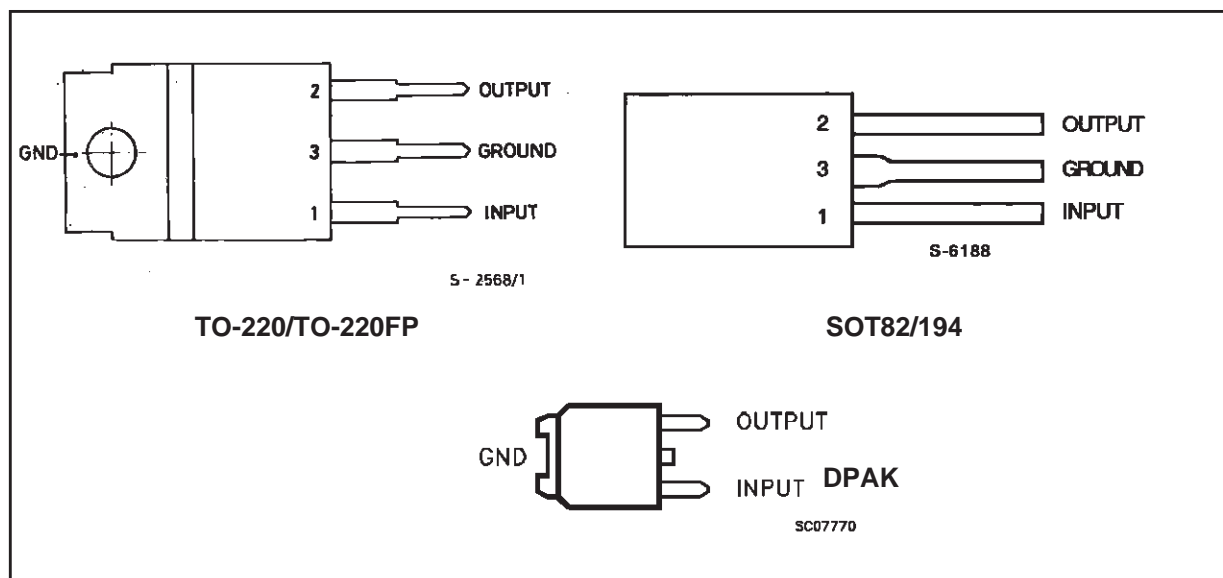 2 OUTPUT
GND 3 GROUND
1 INPUT
S - 2568/1
TO-220/TO-220FP
2 OUTPUT
3 GROUND
1 INPUT
S-6188
SOT82/194
OUTPUT
GND
INPUT DPAK
SC07770